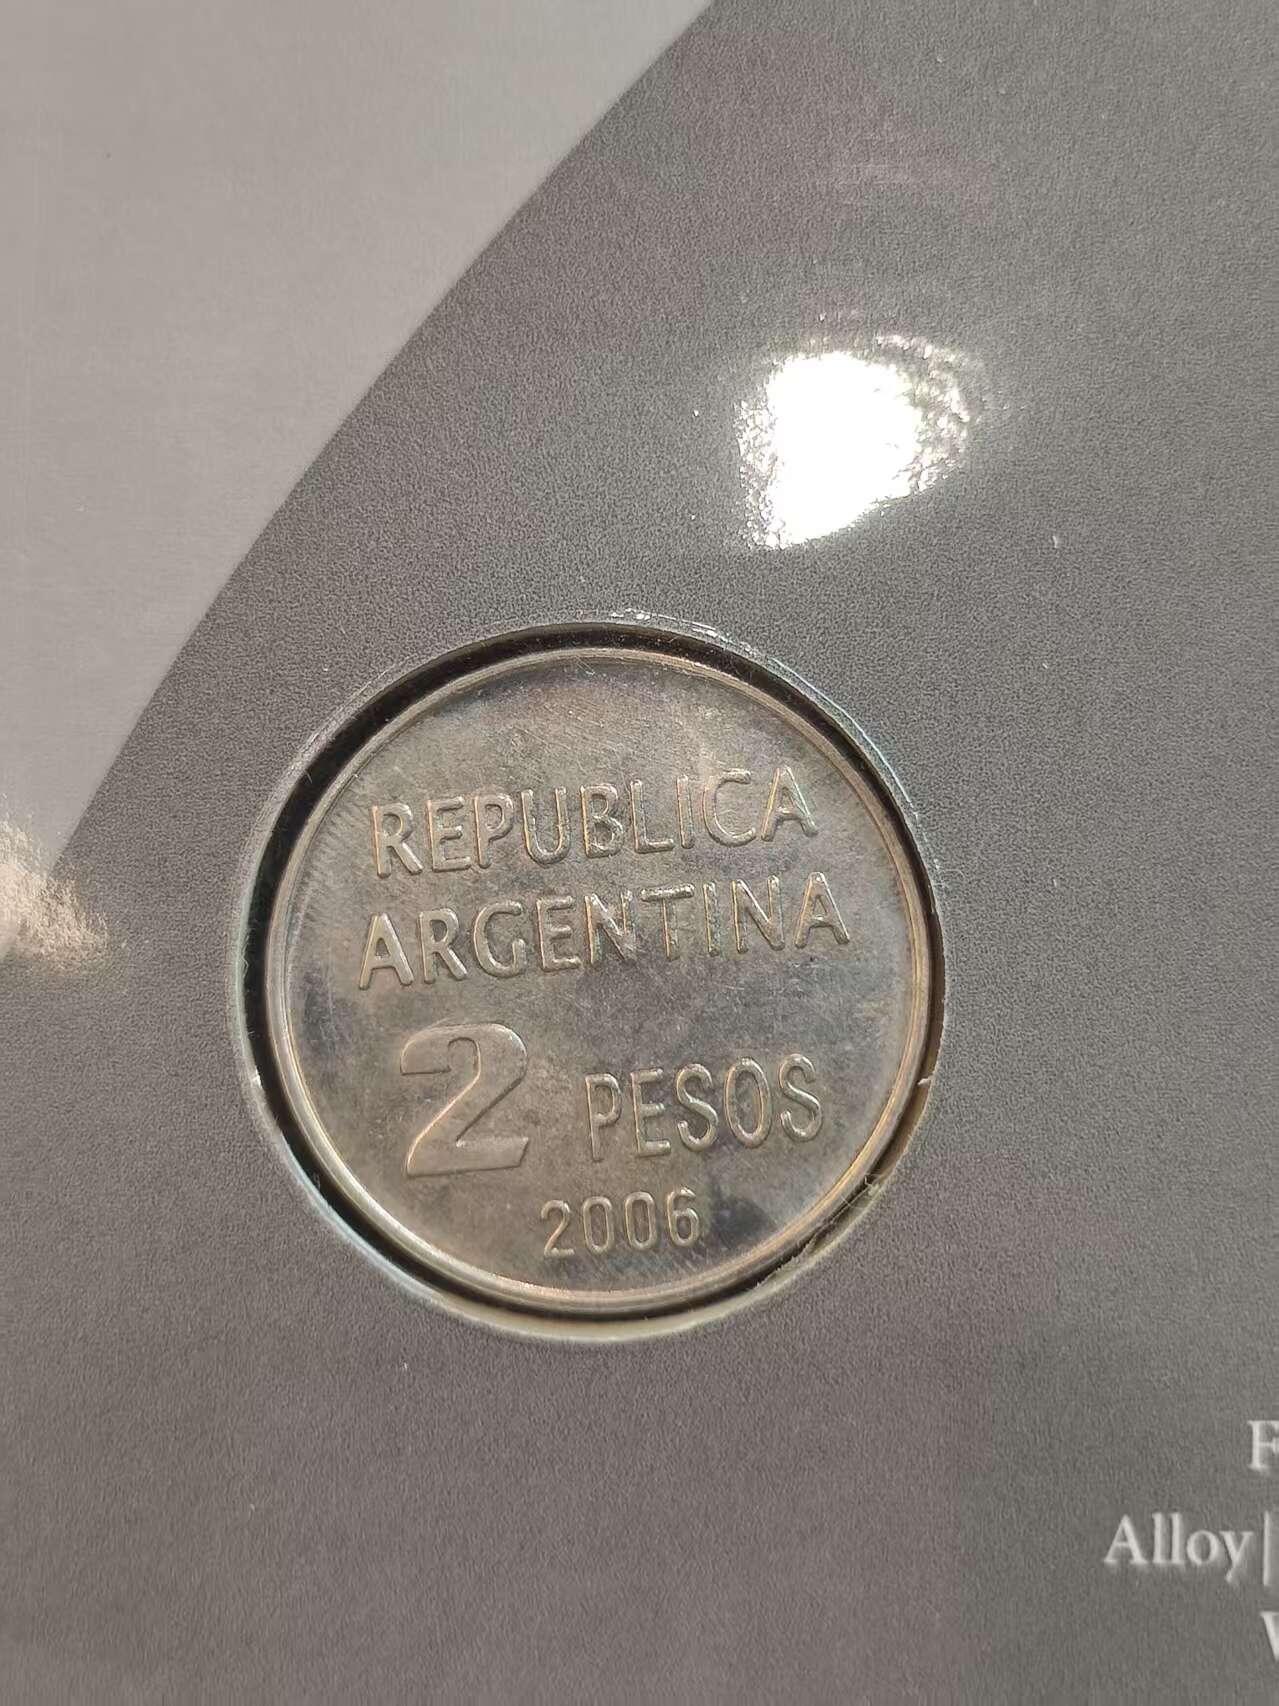 REPUBLICA
ARGENTINA
2 PESOS
2006
F
Alloy|
W